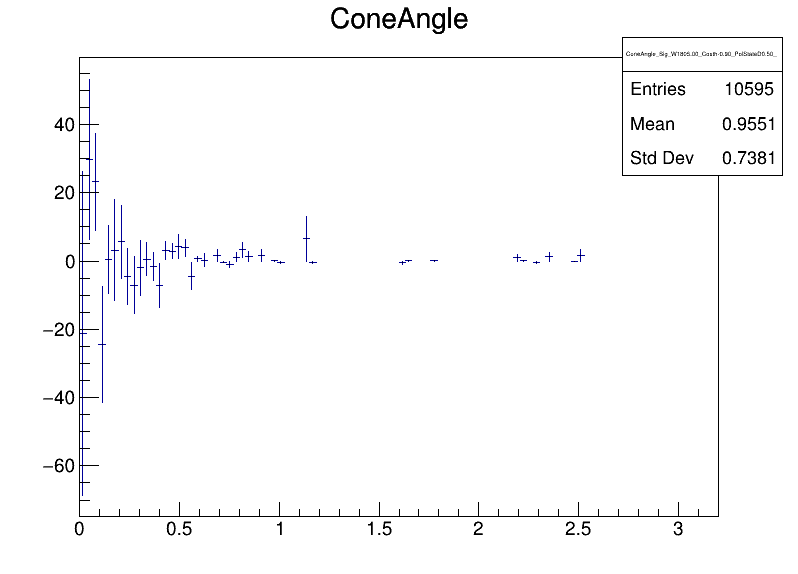 ConeAngle
ConeAngle_Sig_W1805.00_Costh-0.90_PolStateD0.50_
Entries 10595
Mean 0.9551
Std Dev 0.7381
40
20
0
−20
−40
−60
0 0.5 1 1.5 2 2.5 3